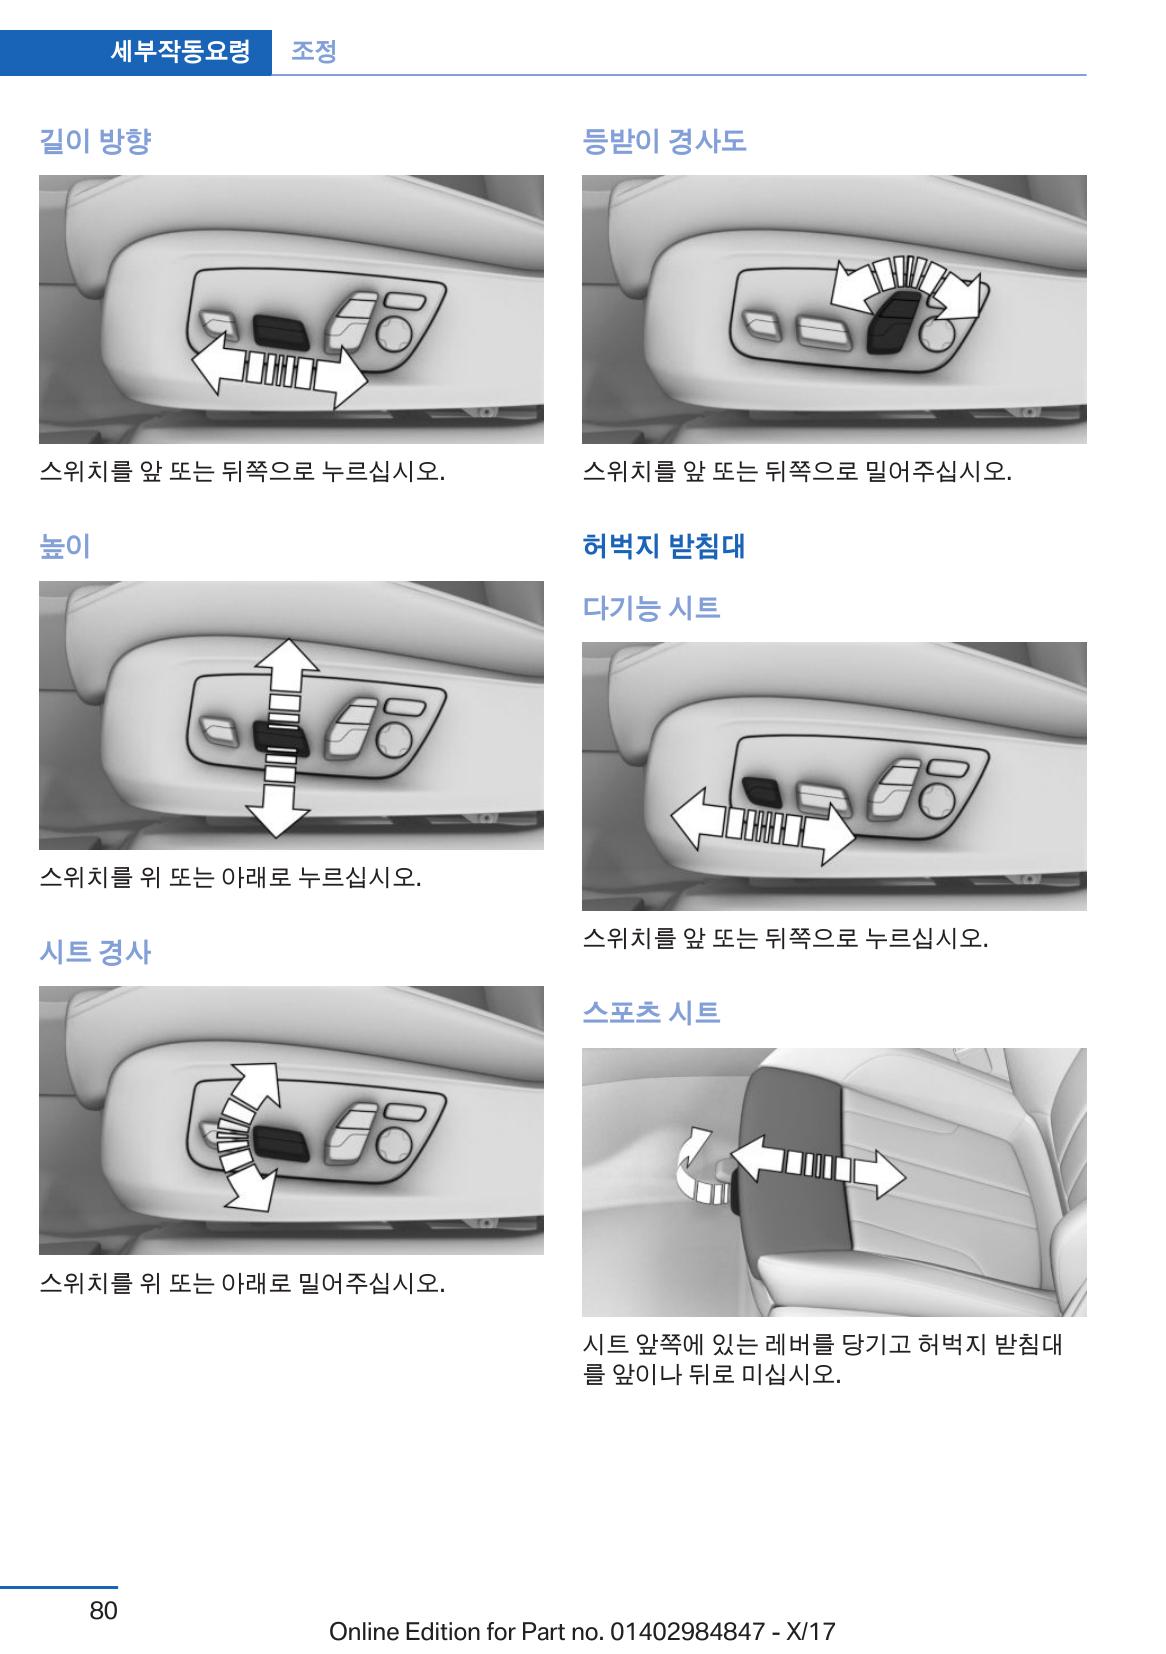 세부작동요령 조정
길이 방향
스위치를 앞 또는 뒤쪽으로 누르십시오.
높이
스위치를 위 또는 아래로 누르십시오.
시트 경사
스위치를 위 또는 아래로 밀어주십시오.
등받이 경사도
스위치를 앞 또는 뒤쪽으로 밀어주십시오.
허벅지 받침대
다기능 시트
스위치를 앞 또는 뒤쪽으로 누르십시오.
스포츠 시트
시트 앞쪽에 있는 레버를 당기고 허벅지 받침대
를 앞이나 뒤로 미십시오.
80
Online Edition for Part no. 01402984847 - X/17